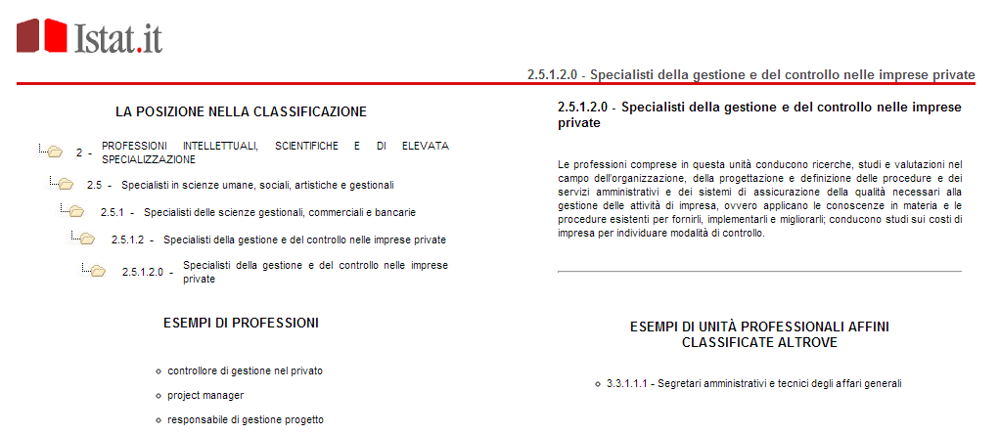 Istat.it
2.5.1.2.0 - Specialisti della gestione e del controllo nelle imprese private
LA POSIZIONE NELLA CLASSIFICAZIONE
2 - PROFESSIONI INTELLETTUALI, SCIENTIFICHE E DI ELEVATA
SPECIALIZZAZIONE
2.5 - Specialisti in scienze umane, sociali, artistiche e gestionali
2.5.1 - Specialisti delle scienze gestionali, commerciali e bancarie
2.5.1.2 - Specialisti della gestione e del controllo nelle imprese private
2.5.1.2.0 - Specialisti della gestione e del controllo nelle imprese
private
ESEMPI DI PROFESSIONI
controllore di gestione nel privato
project manager
responsabile di gestione progetto
2.5.1.2.0 - Specialisti della gestione e del controllo nelle imprese
private
Le professioni comprese in questa unità conducono ricerche, studi e valutazioni nel
campo dell'organizzazione, della progettazione e definizione delle procedure e dei
servizi amministrativi e dei sistemi di assicurazione della qualità necessari alla
gestione delle attività di impresa, ovvero applicano le conoscenze in materia e le
procedure esistenti per fornirli, implementarli e migliorarli; conducono studi sui costi di
impresa per individuare modalità di controllo.
ESEMPI DI UNITÀ PROFESSIONALI AFFINI
CLASSIFICATE ALTROVE
3.3.1.1.1 - Segretari amministrativi e tecnici degli affari generali